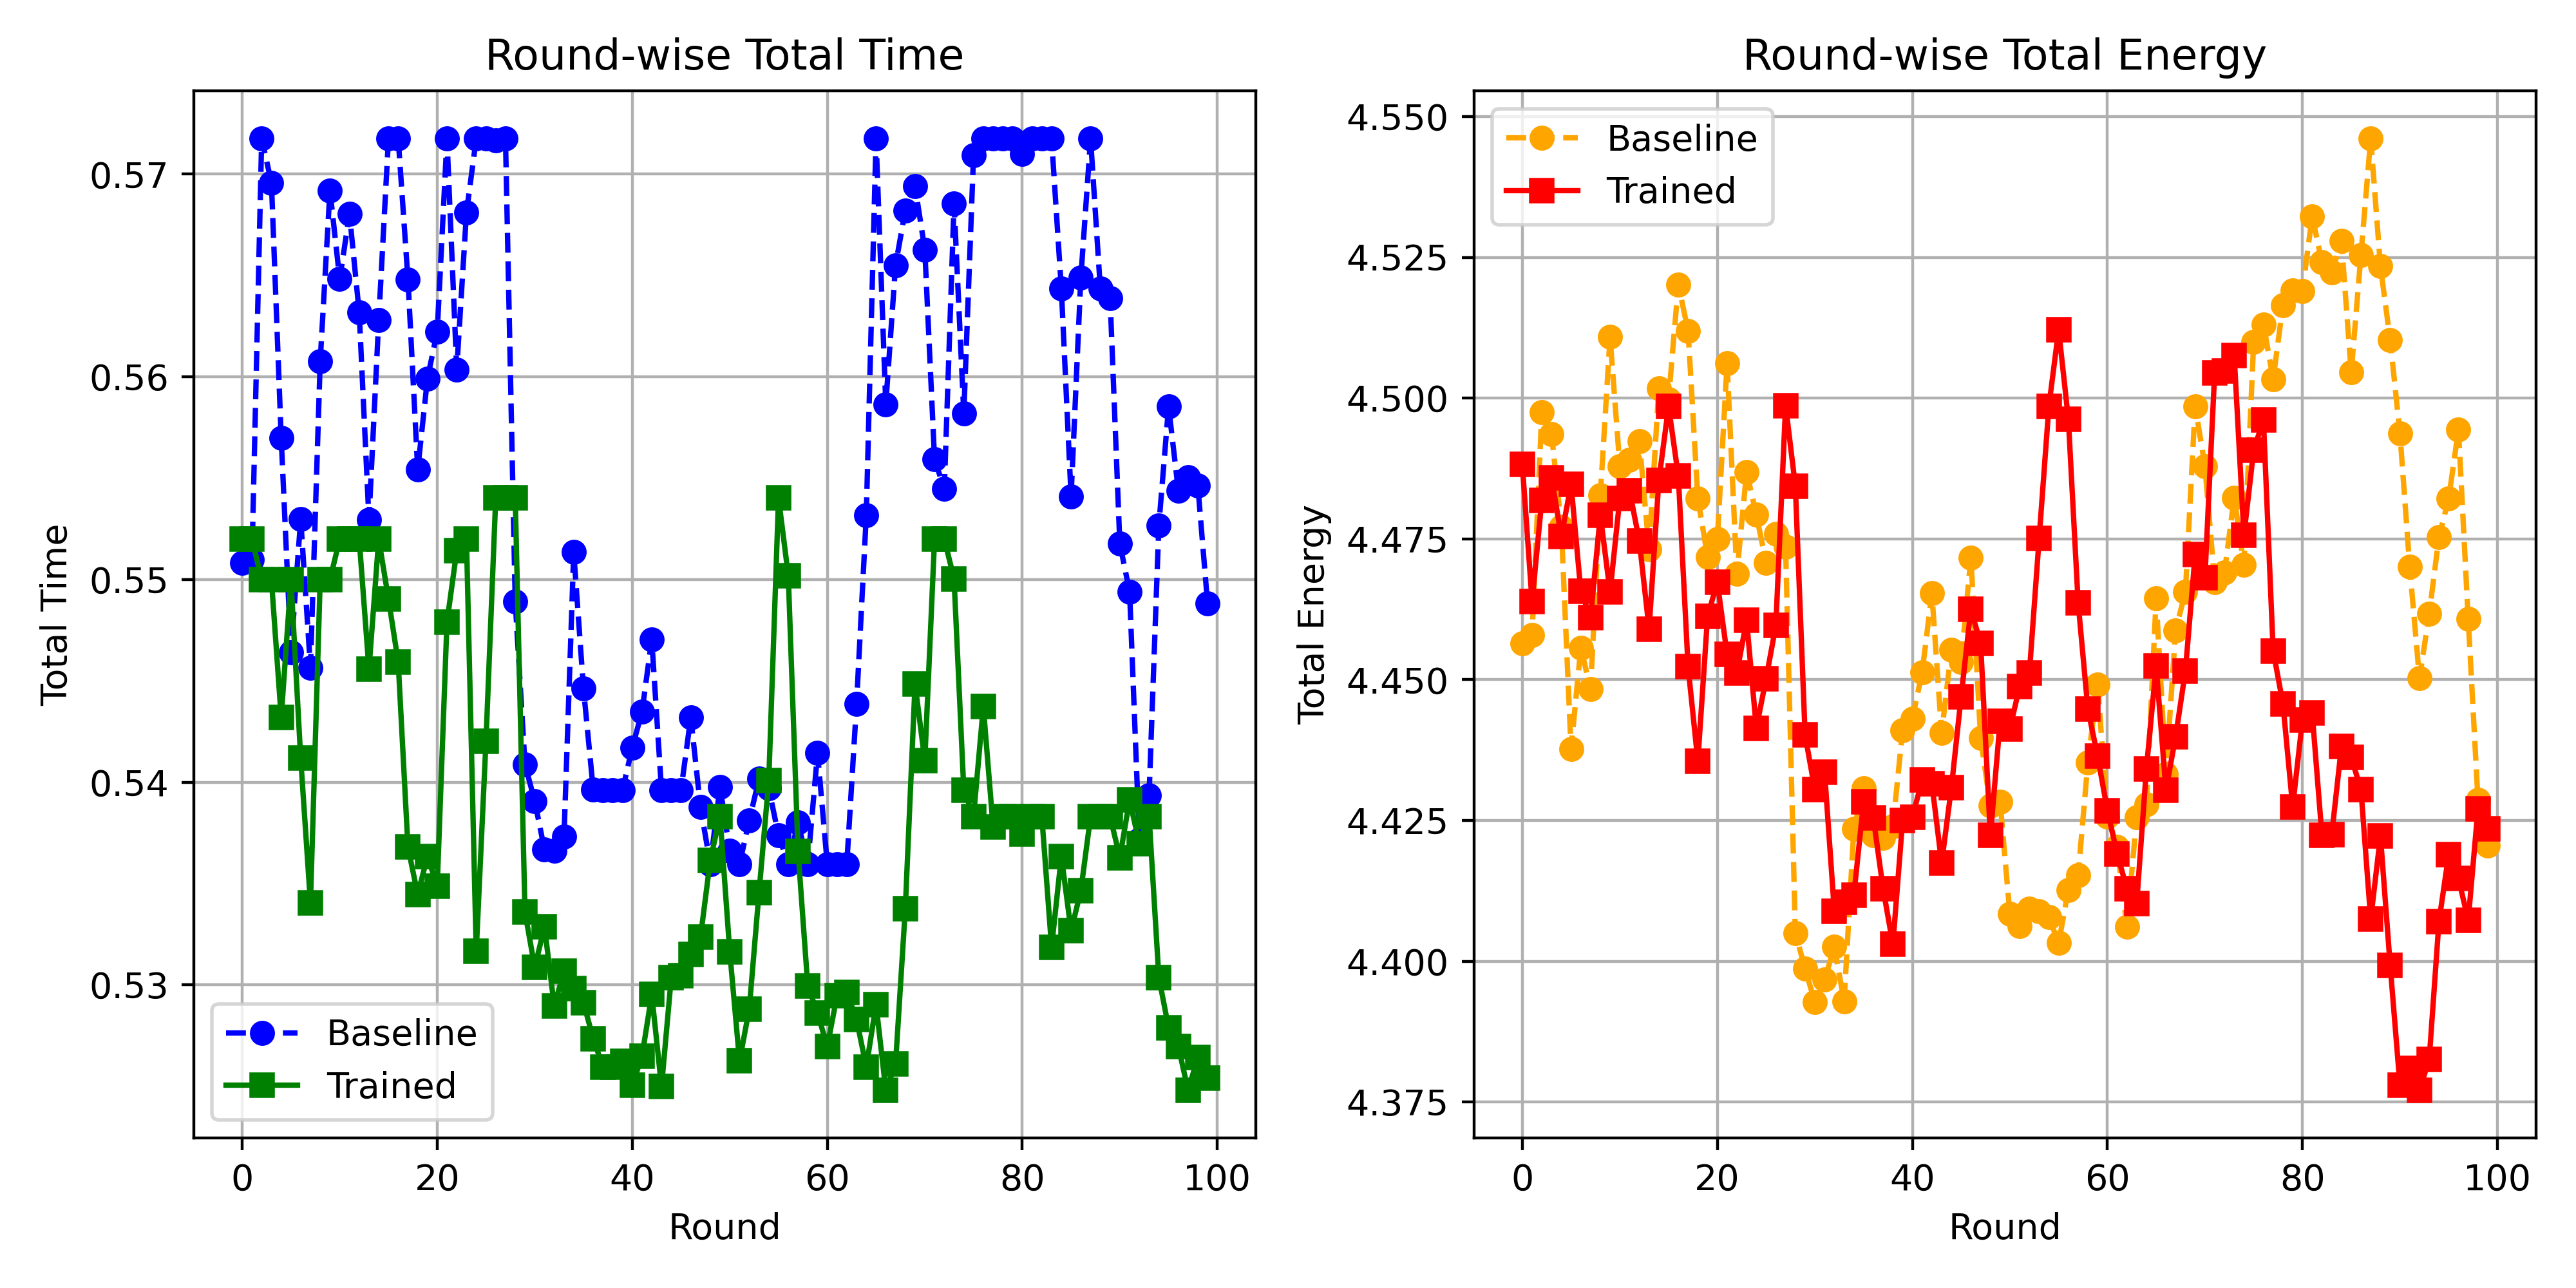 Round-wise Total Time
Total Time
0.57
0.56
0.55
0.54
0.53
Baseline
Trained
0 20 40 60 80 100
Round
Round-wise Total Energy
Total Energy
4.550
4.525
4.500
4.475
4.450
4.425
4.400
4.375
Baseline
Trained
0 20 40 60 80 100
Round